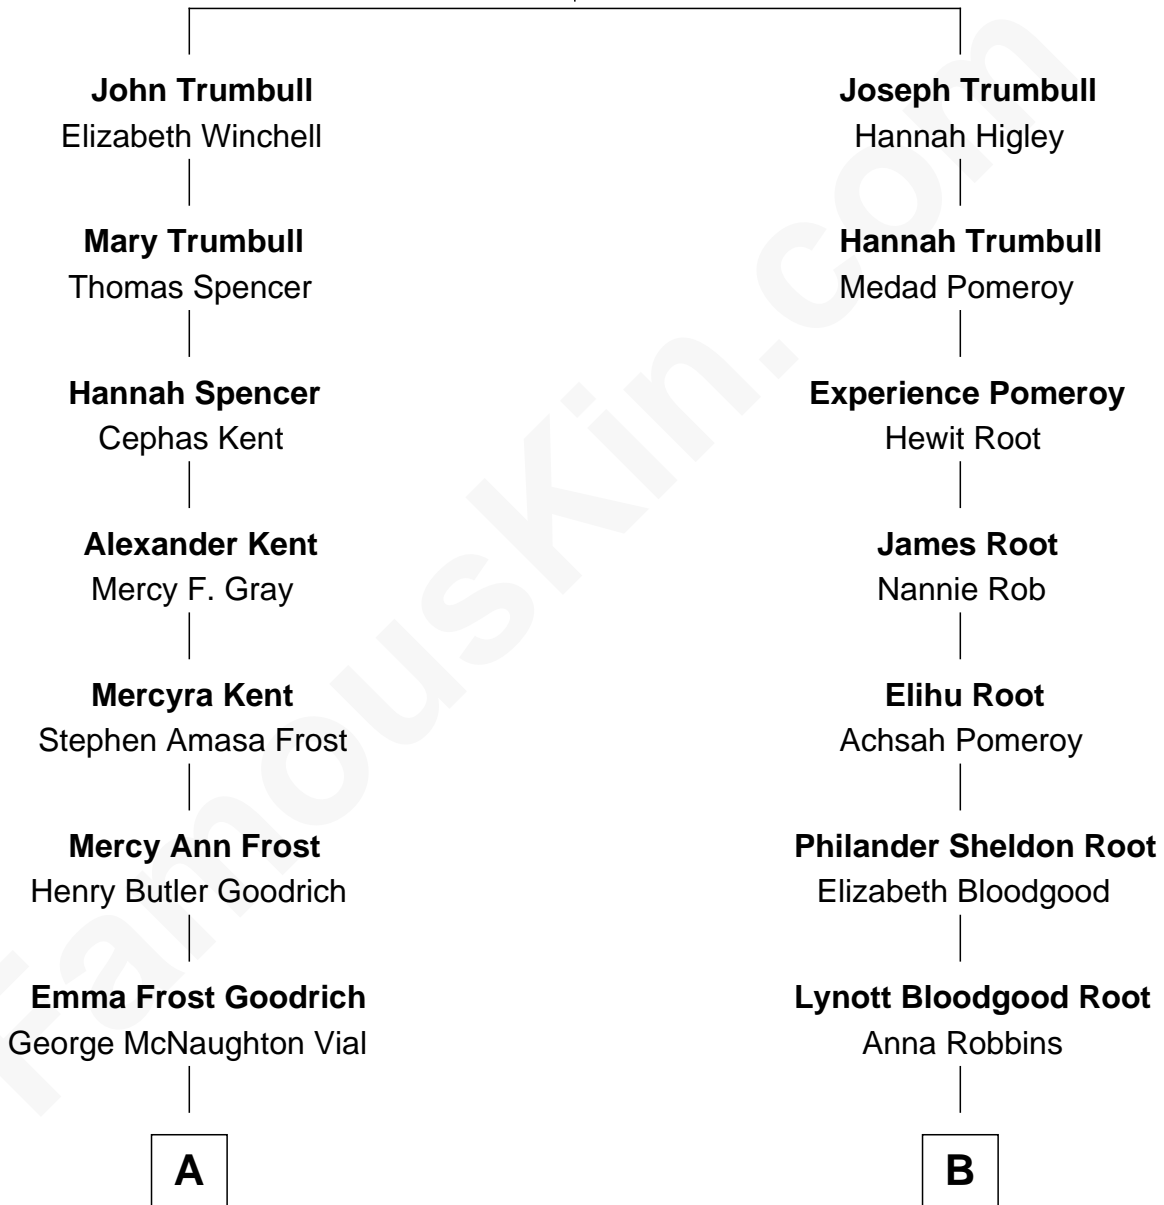 John Trumbull
Elizabeth Winchell
Joseph Trumbull
Hannah Higley
Mary Trumbull
Thomas Spencer
Hannah Trumbull
Medad Pomeroy
Hannah Spencer
Cephas Kent
Experience Pomeroy
Hewit Root
Alexander Kent
Mercy F. Gray
James Root
Nannie Rob
Mercyra Kent
Stephen Amasa Frost
Elihu Root
Achsah Pomeroy
Mercy Ann Frost
Henry Butler Goodrich
Philander Sheldon Root
Elizabeth Bloodgood
Emma Frost Goodrich
George McNaughton Vial
Lynott Bloodgood Root
Anna Robbins
A
B
FamousKin.com